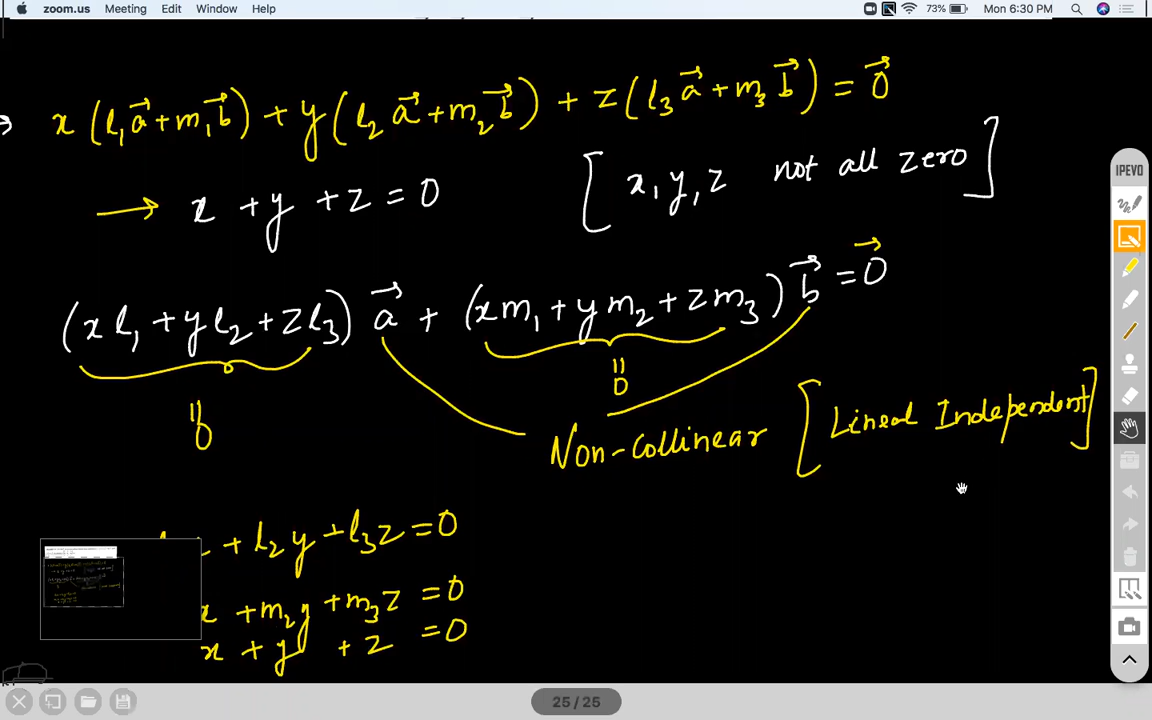 zoom.us Meeting Edit Window Help 73% Mon 6:30 PM
x(l₁a⃗+m₁b⃗) + y(l₂a⃗+m₂b⃗) + z(l₃a⃗+m₃b⃗) = 0⃗
→ x + y + z = 0 [x, y, z not all zero]
(xl₁ + yl₂ + zl₃) a⃗ + (xm₁ + ym₂ + zm₃) b⃗ = 0⃗
0
0
Non-collinear [Lineal Independent]
+ l₂y + l₃z = 0
x + m₂y + m₃z = 0
x + y + z = 0
IPEVO
25 / 25